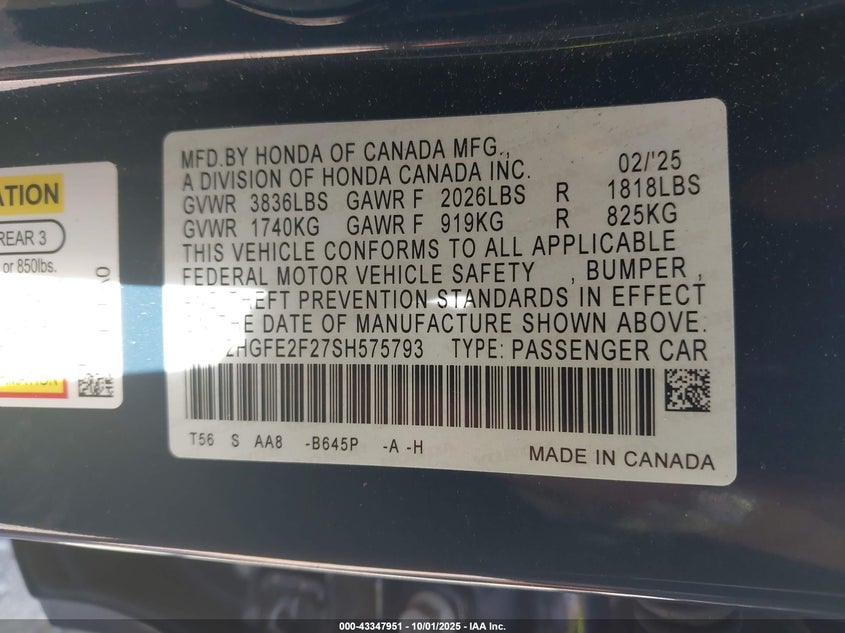 MFD.BY HONDA OF CANADA MFG., 02/'25
A DIVISION OF HONDA CANADA INC.
GVWR 3836LBS GAWR F 2026LBS R 1818LBS
GVWR 1740KG GAWR F 919KG R 825KG
THIS VEHICLE CONFORMS TO ALL APPLICABLE
FEDERAL MOTOR VEHICLE SAFETY , BUMPER ,
PREVENTION STANDARDS IN EFFECT
DATE OF MANUFACTURE SHOWN ABOVE.
HGFE2F27SH575793 TYPE: PASSENGER CAR
T56 S AA8 -B645P -A -H
MADE IN CANADA
REAR 3
or 850lbs.
000-43347951 | 10/01/2025 - IAA Inc.